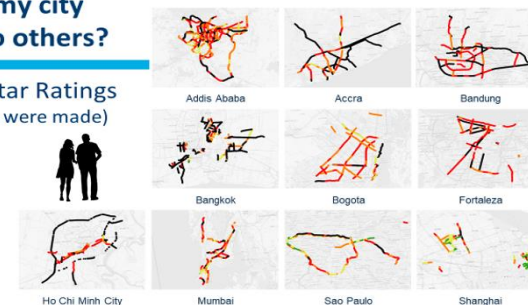 my city
others?
tar Ratings
were made)
Addis Ababa
Accra
Bandung
Bangkok
Bogota
Fortaleza
Ho Chi Minh City
Mumbai
Sao Paulo
Shanghai